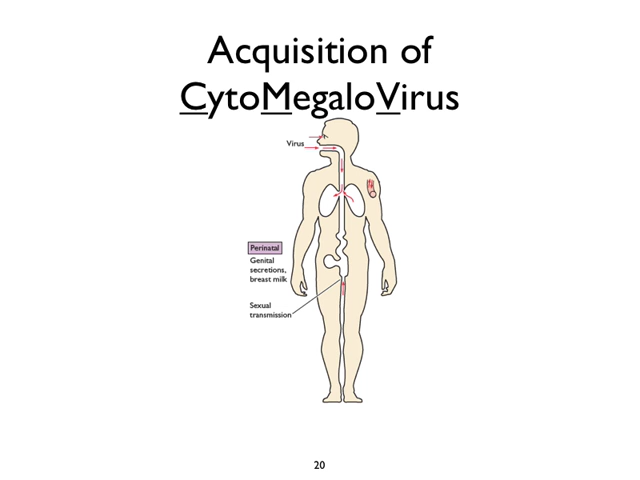 Acquisition of
CytoMegaloVirus
Virus
Perinatal
Genital
secretions,
breast milk
Sexual
transmission
20